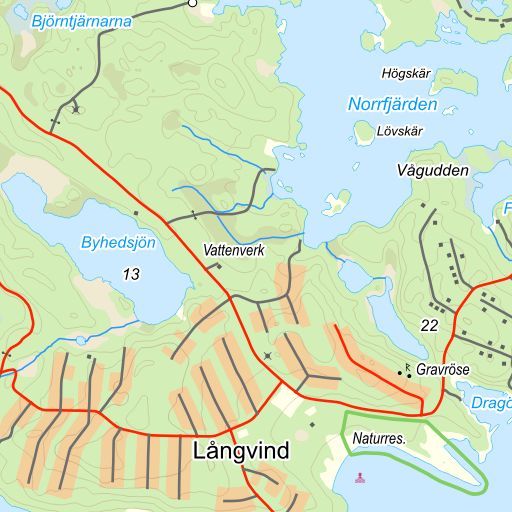 Björntjärnarna
Högskär
Norrfjärden
Lövskär
Vågudden
Byhedsjön
Vattenverk
13
22
Gravröse
Långvind
Naturres.